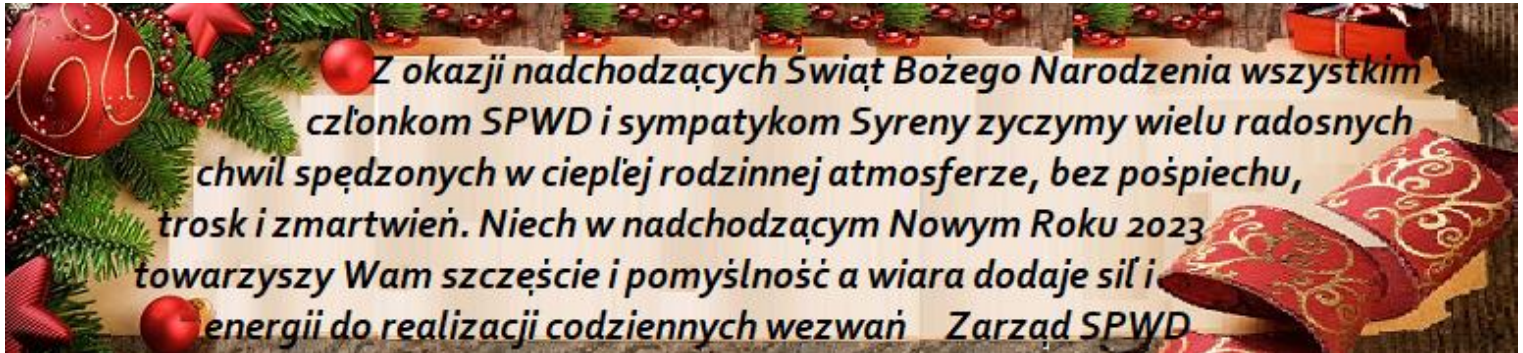 Z okazji nadchodzących Świąt Bożego Narodzenia wszystkim
członkom SPWD i sympatykom Syreny zyczymy wielu radosnych
chwil spędzonych w ciepłej rodzinnej atmosferze, bez pośpiechu,
trosk i zmartwień. Niech w nadchodzącym Nowym Roku 2023
towarzyszy Wam szczęście i pomyślność a wiara dodaje sił i
energii do realizacji codziennych wezwań Zarząd SPWD